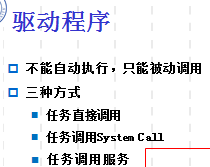 驱动程序
不能自动执行，只能被动调用
三种方式
任务直接调用
任务调用System Call
任务调用服务